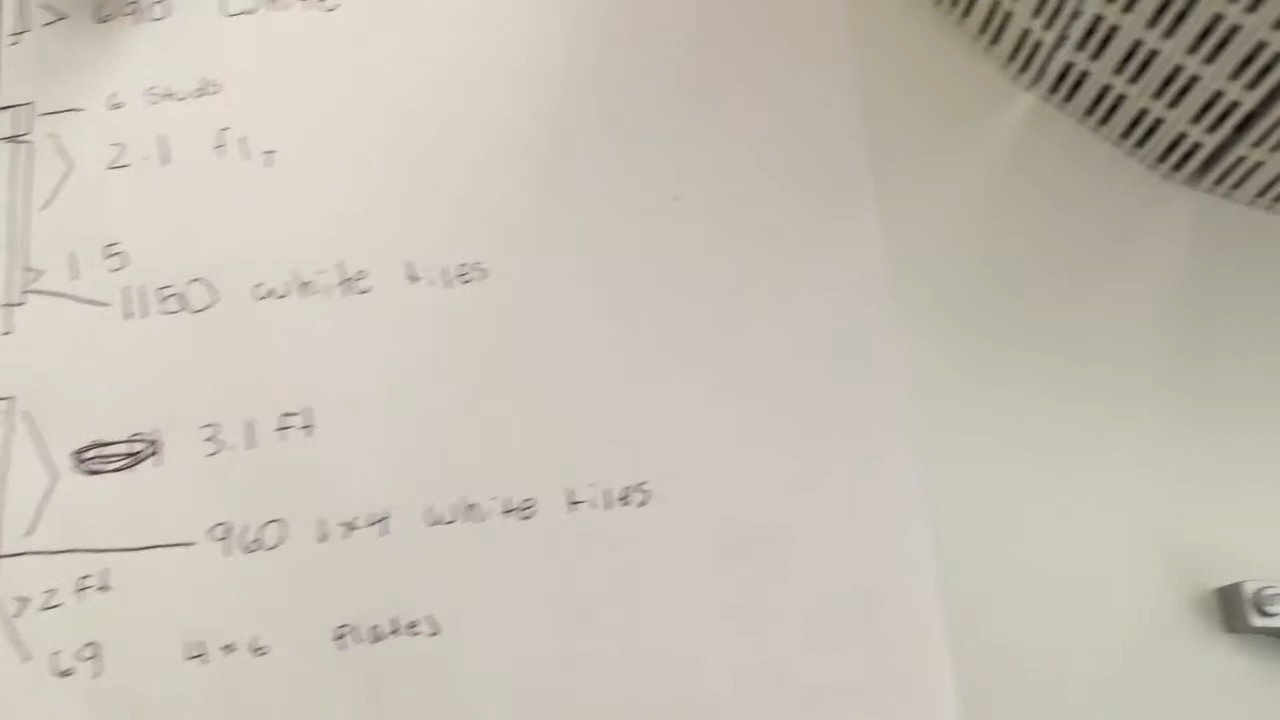 6 Studs
2.1 ft
1.5
1150 white tiles
3.1 ft
960 1x4 white tiles
2 ft
69 4x6 Plates